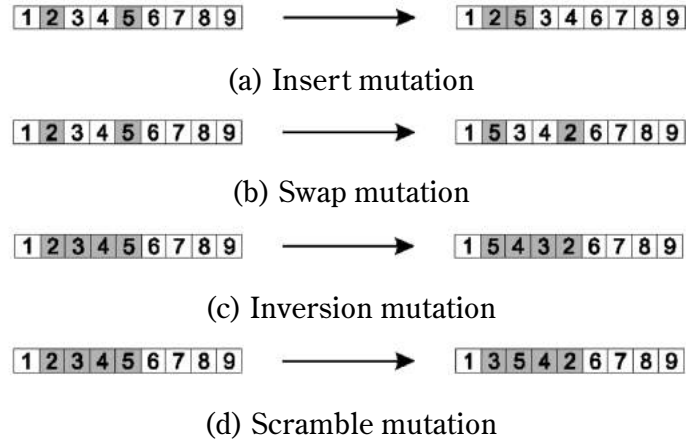 1 2 3 4 5 6 7 8 9 1 2 5 3 4 6 7 8 9
(a) Insert mutation
1 2 3 4 5 6 7 8 9 1 5 3 4 2 6 7 8 9
(b) Swap mutation
1 2 3 4 5 6 7 8 9 1 5 4 3 2 6 7 8 9
(c) Inversion mutation
1 2 3 4 5 6 7 8 9 1 3 5 4 2 6 7 8 9
(d) Scramble mutation